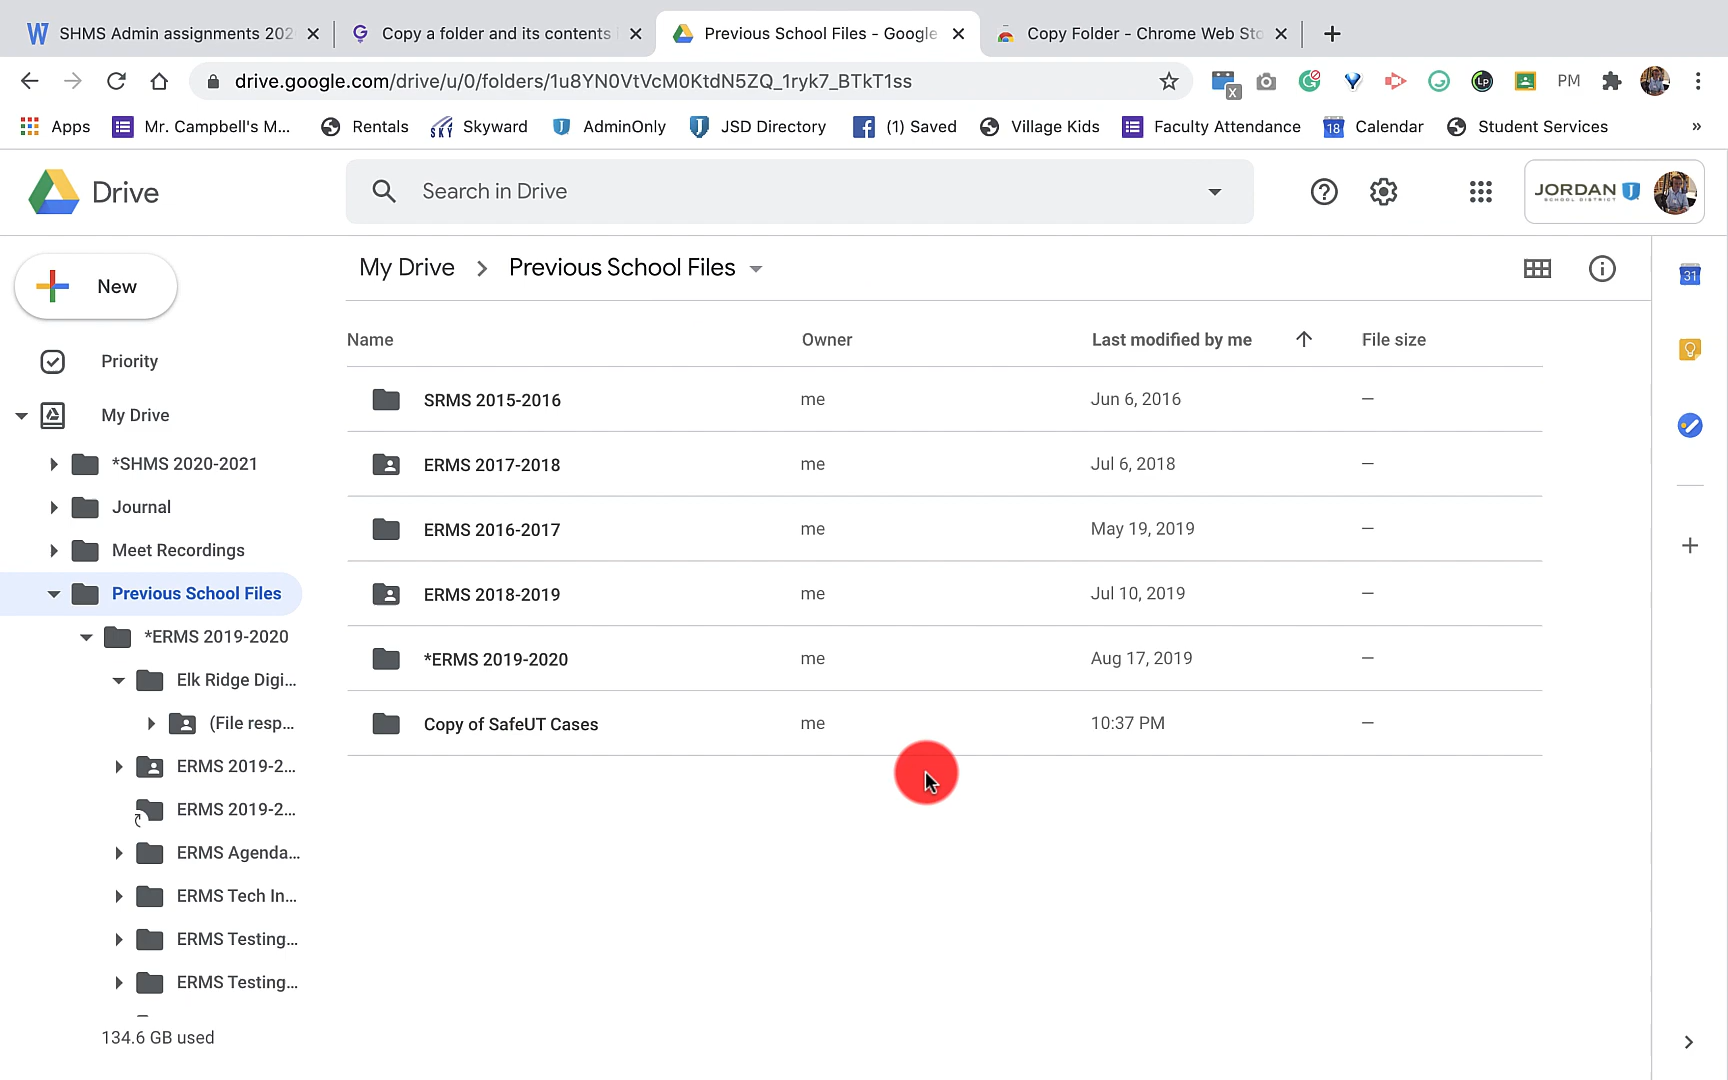 SHMS Admin assignments 202
Copy a folder and its contents
Previous School Files - Google
Copy Folder - Chrome Web Sto
drive.google.com/drive/u/0/folders/1u8YN0VtVcM0KtdN5ZQ_1ryk7_BTkT1ss
X
LP
PM
Apps
Mr. Campbell's M...
Rentals
SKY
Skyward
AdminOnly
JSD Directory
(1) Saved
Village Kids
Faculty Attendance
18
Calendar
Student Services
»
Drive
Search in Drive
JORDAN
SCHOOL DISTRICT
New
My Drive > Previous School Files
31
Name
Owner
Last modified by me
File size
Priority
My Drive
*SHMS 2020-2021
Journal
Meet Recordings
Previous School Files
*ERMS 2019-2020
Elk Ridge Digi...
(File resp...
ERMS 2019-2...
ERMS 2019-2...
ERMS Agenda...
ERMS Tech In...
ERMS Testing...
ERMS Testing...
134.6 GB used
SRMS 2015-2016 me Jun 6, 2016 –
ERMS 2017-2018 me Jul 6, 2018 –
ERMS 2016-2017 me May 19, 2019 –
ERMS 2018-2019 me Jul 10, 2019 –
*ERMS 2019-2020 me Aug 17, 2019 –
Copy of SafeUT Cases me 10:37 PM –